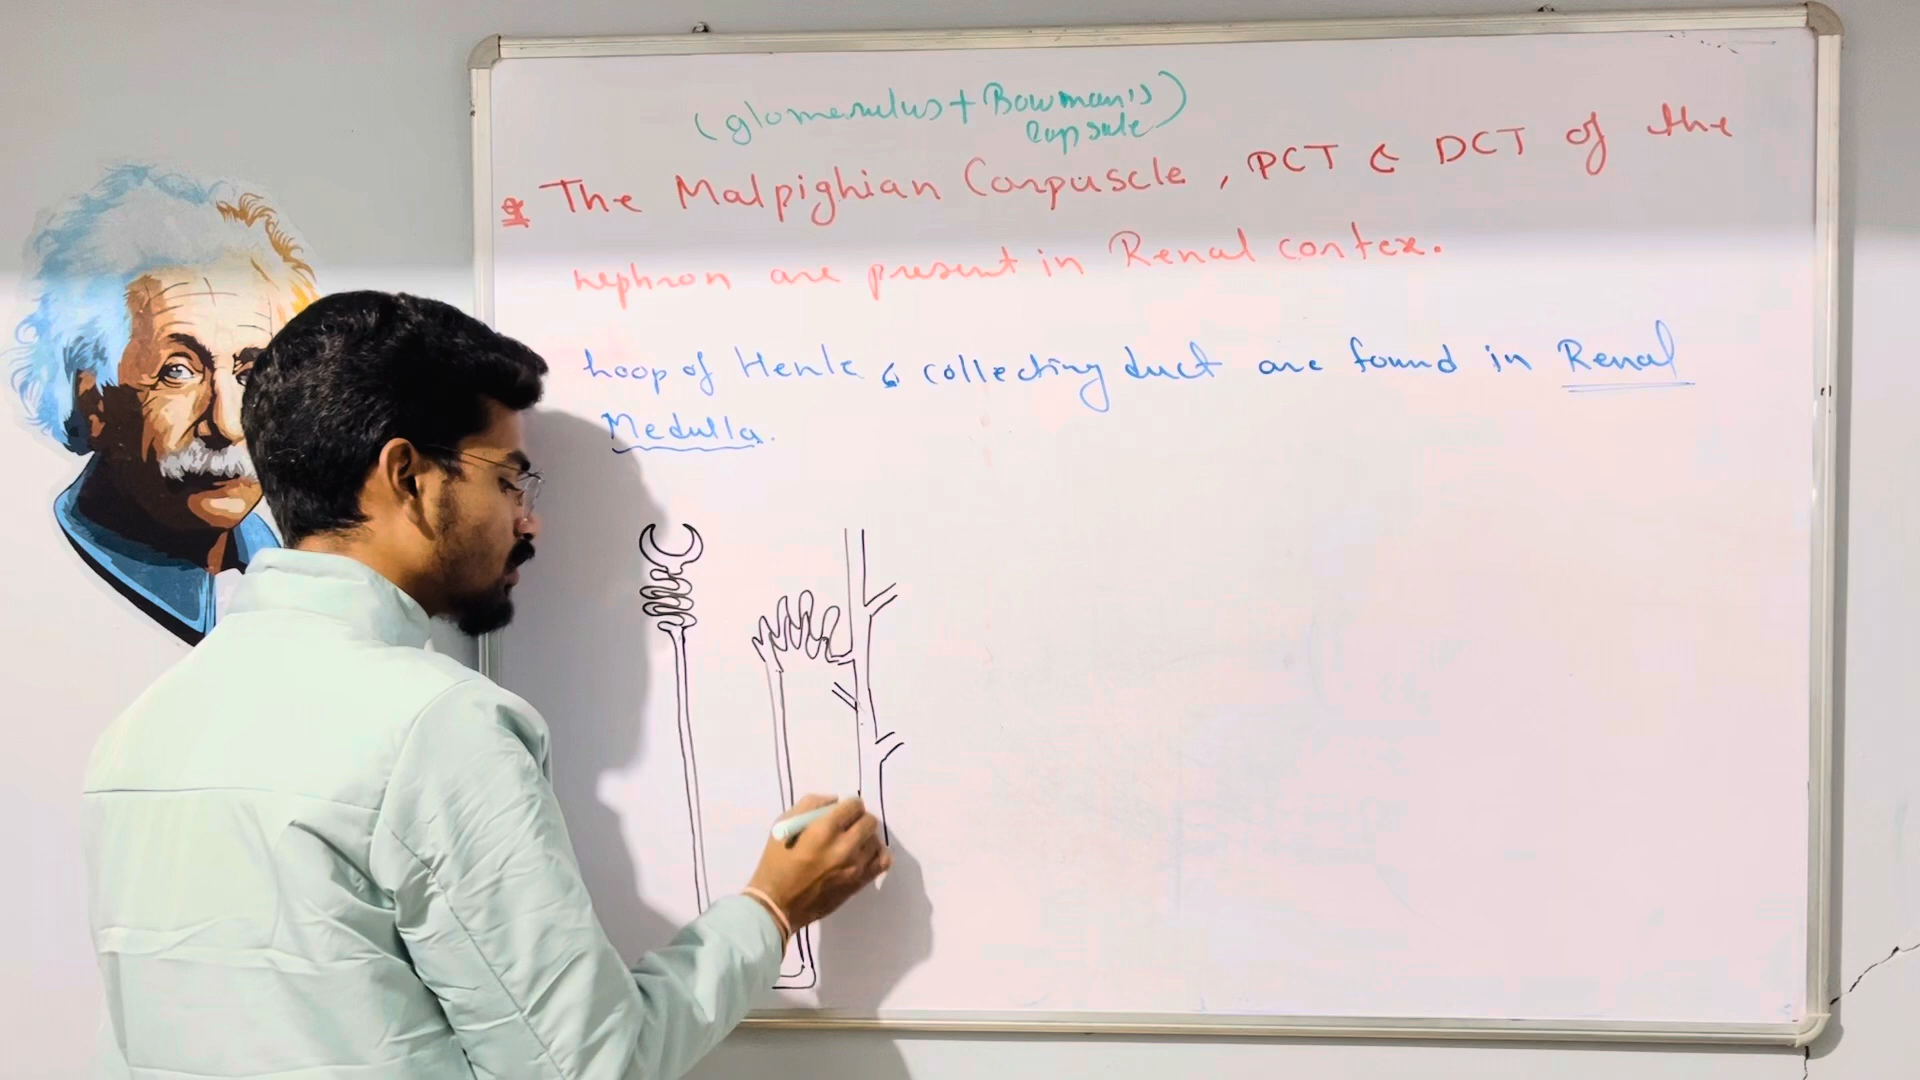 (glomerulus + Bowman's
Capsule)
* The Malpighian Corpuscle, PCT & DCT of the
nephron are present in Renal cortex.
Loop of Henle & collecting duct are found in Renal
Medulla.